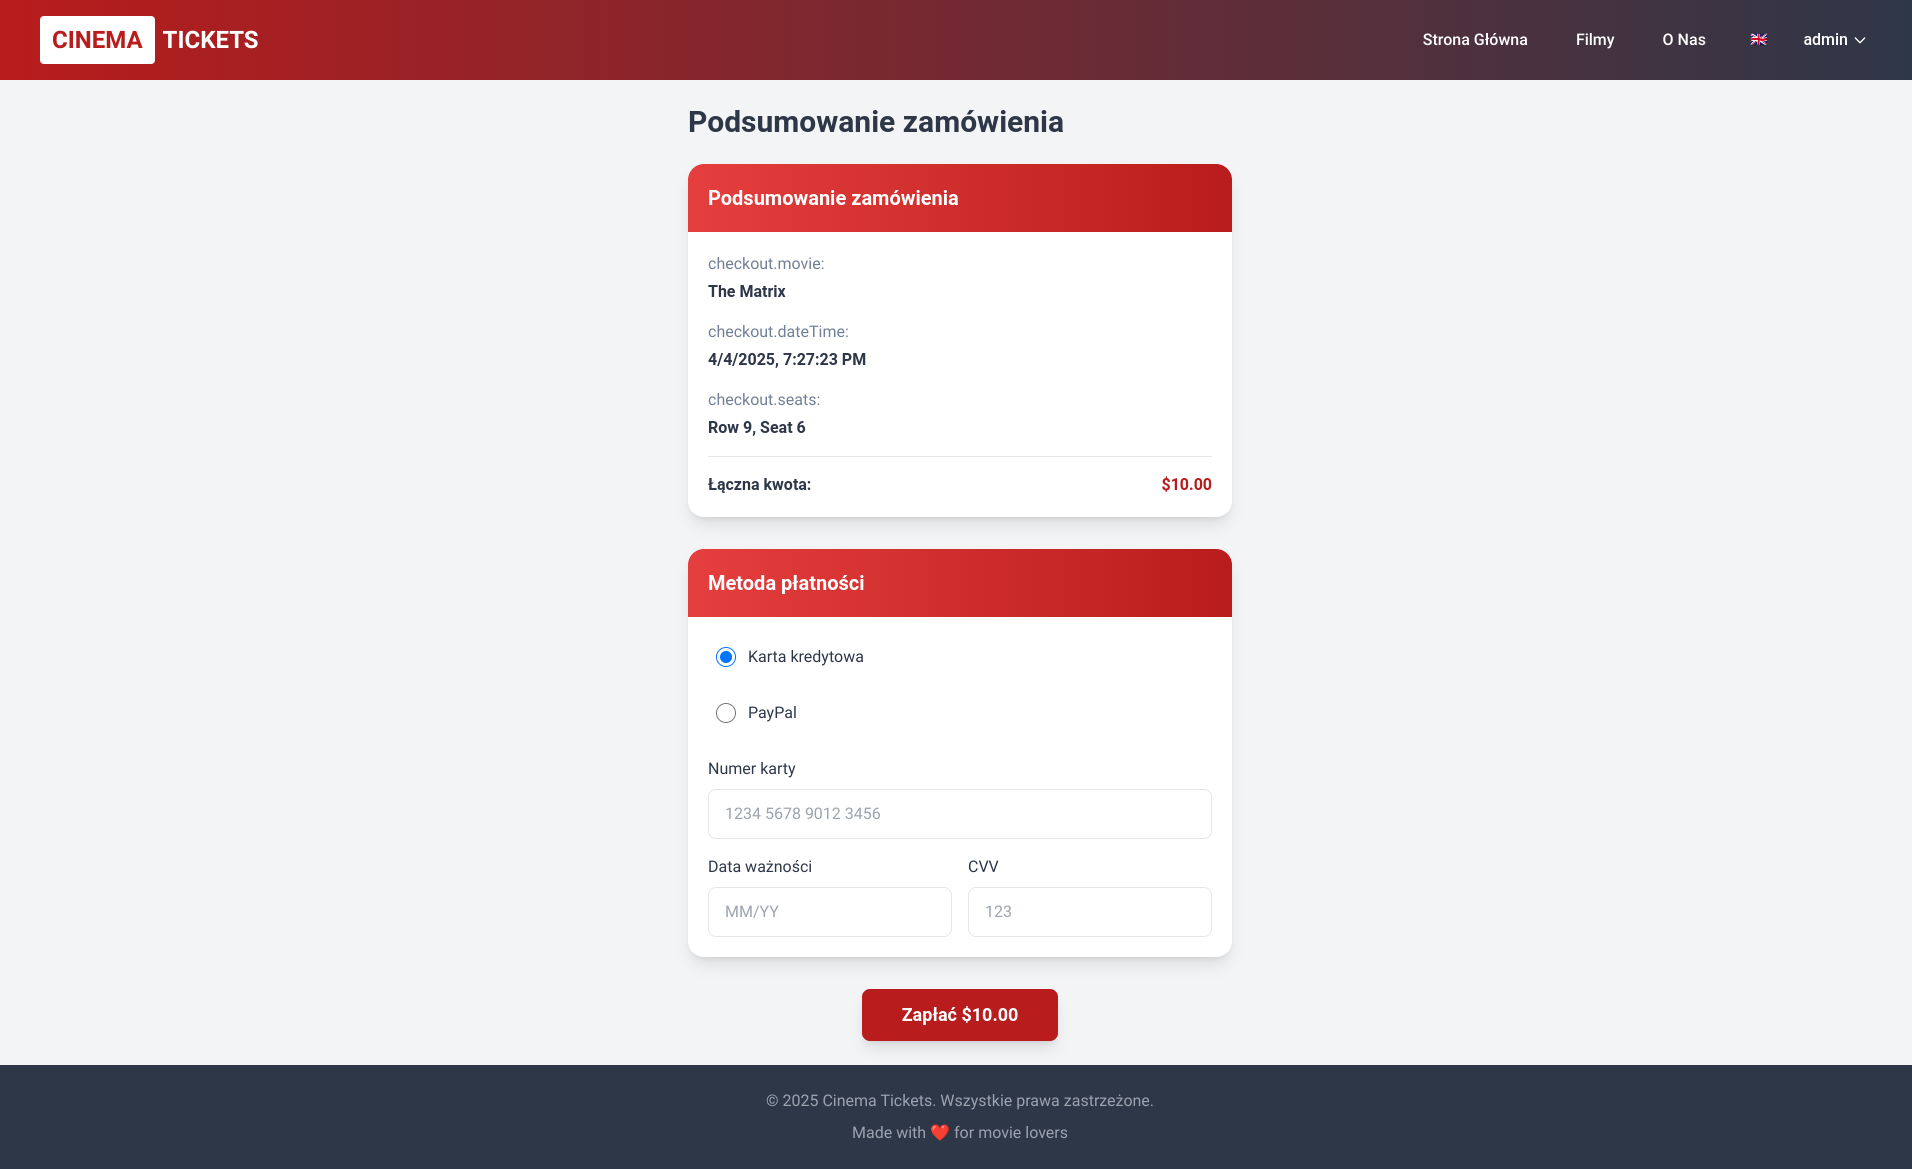 CINEMA TICKETS
Strona Główna Filmy O Nas admin
Podsumowanie zamówienia
Podsumowanie zamówienia
checkout.movie:
The Matrix
checkout.dateTime:
4/4/2025, 7:27:23 PM
checkout.seats:
Row 9, Seat 6
Łączna kwota: $10.00
Metoda płatności
Karta kredytowa
PayPal
Numer karty
1234 5678 9012 3456
Data ważności CVV
MM/YY 123
Zapłać $10.00
© 2025 Cinema Tickets. Wszystkie prawa zastrzeżone.
Made with ❤️ for movie lovers